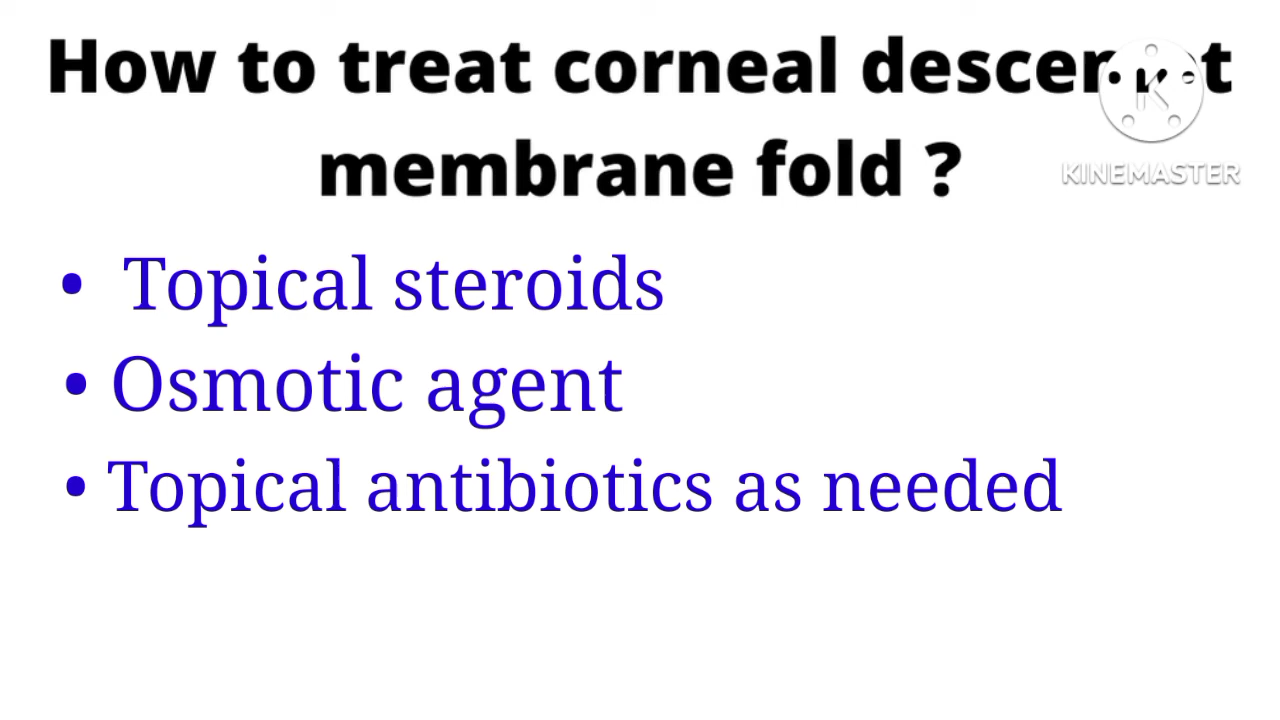 How to treat corneal
membrane fold ?
KINEMASTER
• Topical steroids
• Osmotic agent
• Topical antibiotics as needed